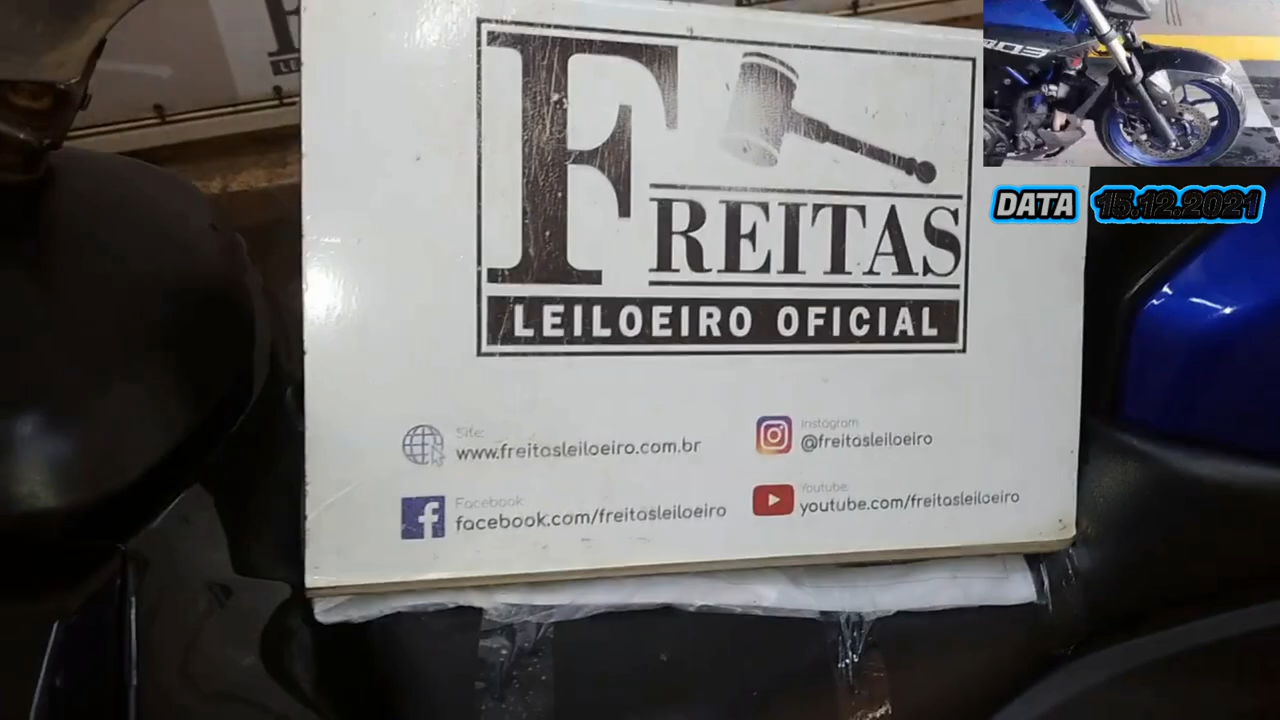 FREITAS
LEILOEIRO OFICIAL
Site:
www.freitasleiloeiro.com.br
Instagram
@freitasleiloeiro
Facebook
facebook.com/freitasleiloeiro
Youtube:
youtube.com/freitasleiloeiro
DATA 15.12.2021